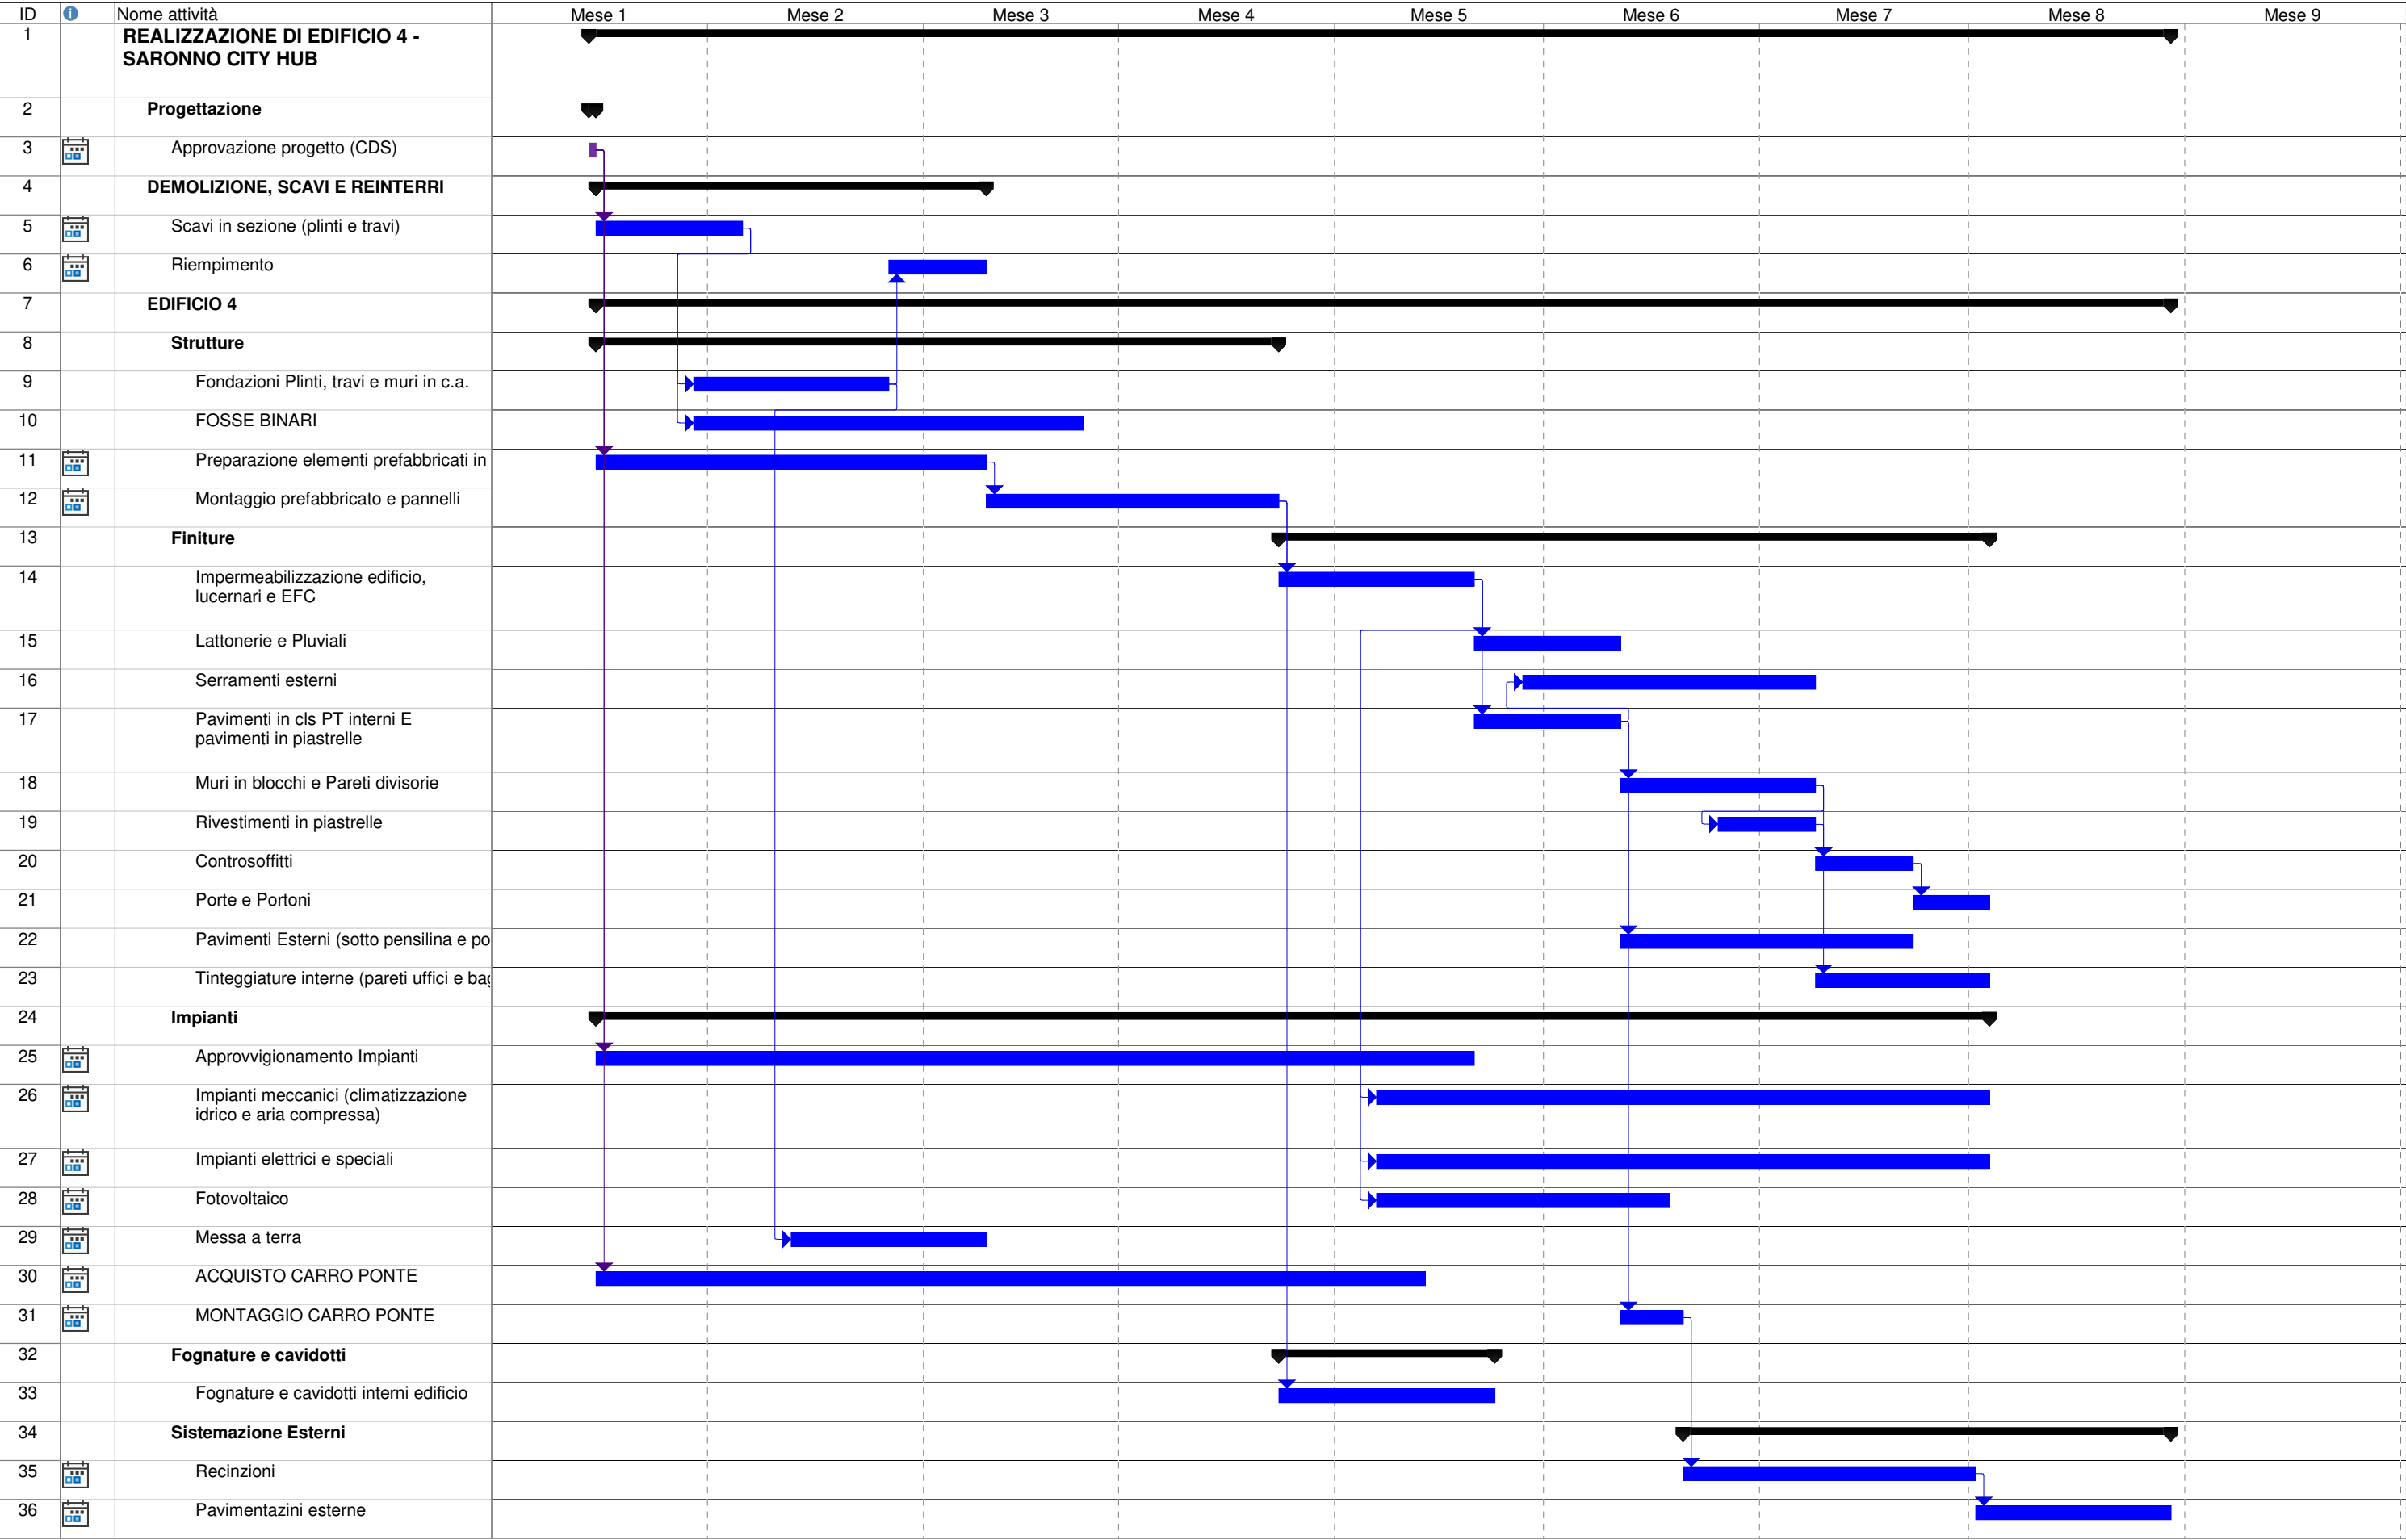 ID Nome attività Mese 1 Mese 2 Mese 3 Mese 4 Mese 5 Mese 6 Mese 7 Mese 8 Mese 9
1 REALIZZAZIONE DI EDIFICIO 4 -
SARONNO CITY HUB
2 Progettazione
3 Approvazione progetto (CDS)
4 DEMOLIZIONE, SCAVI E REINTERRI
5 Scavi in sezione (plinti e travi)
6 Riempimento
7 EDIFICIO 4
8 Strutture
9 Fondazioni Plinti, travi e muri in c.a.
10 FOSSE BINARI
11 Preparazione elementi prefabbricati in
12 Montaggio prefabbricato e pannelli
13 Finiture
14 Impermeabilizzazione edificio,
lucernari e EFC
15 Lattonerie e Pluviali
16 Serramenti esterni
17 Pavimenti in cls PT interni E
pavimenti in piastrelle
18 Muri in blocchi e Pareti divisorie
19 Rivestimenti in piastrelle
20 Controsoffitti
21 Porte e Portoni
22 Pavimenti Esterni (sotto pensilina e po
23 Tinteggiature interne (pareti uffici e bag
24 Impianti
25 Approvvigionamento Impianti
26 Impianti meccanici (climatizzazione
idrico e aria compressa)
27 Impianti elettrici e speciali
28 Fotovoltaico
29 Messa a terra
30 ACQUISTO CARRO PONTE
31 MONTAGGIO CARRO PONTE
32 Fognature e cavidotti
33 Fognature e cavidotti interni edificio
34 Sistemazione Esterni
35 Recinzioni
36 Pavimentazini esterne